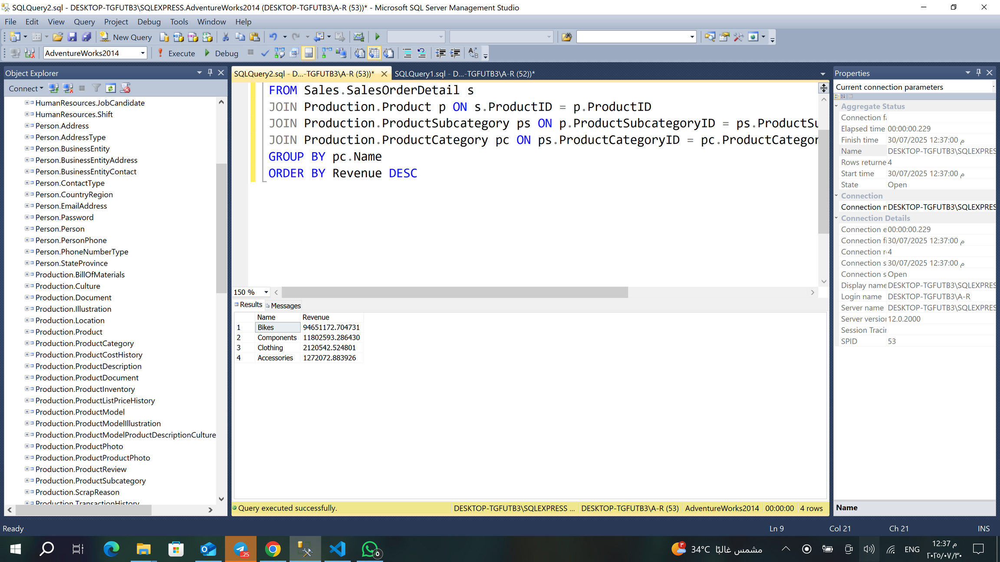 SQLQuery2.sql - DESKTOP-TGFUTB3\SQLEXPRESS.AdventureWorks2014 (DESKTOP-TGFUTB3\A-R (53))* - Microsoft SQL Server Management Studio
File Edit View Query Project Debug Tools Window Help
New Query
AdventureWorks2014 Execute Debug
Object Explorer
Connect
HumanResources.JobCandidate
HumanResources.Shift
Person.Address
Person.AddressType
Person.BusinessEntity
Person.BusinessEntityAddress
Person.BusinessEntityContact
Person.ContactType
Person.CountryRegion
Person.EmailAddress
Person.Password
Person.Person
Person.PersonPhone
Person.PhoneNumberType
Person.StateProvince
Production.BillOfMaterials
Production.Culture
Production.Document
Production.Illustration
Production.Location
Production.Product
Production.ProductCategory
Production.ProductCostHistory
Production.ProductDescription
Production.ProductDocument
Production.ProductInventory
Production.ProductListPriceHistory
Production.ProductModel
Production.ProductModelIllustration
Production.ProductModelProductDescriptionCulture
Production.ProductPhoto
Production.ProductProductPhoto
Production.ProductReview
Production.ProductSubcategory
Production.ScrapReason
Production.TransactionHistory
SQLQuery2.sql - D...-TGFUTB3\A-R (53))* SQLQuery1.sql - D...-TGFUTB3\A-R (52))*
FROM Sales.SalesOrderDetail s
JOIN Production.Product p ON s.ProductID = p.ProductID
JOIN Production.ProductSubcategory ps ON p.ProductSubcategoryID = ps.ProductSu
JOIN Production.ProductCategory pc ON ps.ProductCategoryID = pc.ProductCategor
GROUP BY pc.Name
ORDER BY Revenue DESC
150 %
Results Messages
Name Revenue
1 Bikes 94651172.704731
2 Components 11802593.286430
3 Clothing 2120542.524801
4 Accessories 1272072.883926
Query executed successfully. DESKTOP-TGFUTB3\SQLEXPRESS ... DESKTOP-TGFUTB3\A-R (53) AdventureWorks2014 00:00:00 4 rows
Properties
Current connection parameters
Aggregate Status
Connection fa
Elapsed time 00:00:00.229
Finish time 30/07/2025 12:37:00 م
Name DESKTOP-TGFUTB3\SQLEXPRES
Rows returne 4
Start time 30/07/2025 12:37:00 م
State Open
Connection
Connection n DESKTOP-TGFUTB3\SQLEXPRES
Connection Details
Connection e 00:00:00.229
Connection fi 30/07/2025 12:37:00 م
Connection r 4
Connection s 30/07/2025 12:37:00 م
Connection s Open
Display name DESKTOP-TGFUTB3\SQLEXPRES
Login name DESKTOP-TGFUTB3\A-R
Server name DESKTOP-TGFUTB3\SQLEXPRES
Server version 12.0.2000
Session Tracin
SPID 53
Name
Ready Ln 9 Col 21 Ch 21 INS
..25 ٥ ٣ 34°C مشمس غالبًا ENG 12:37 م
٢٠٢٥/٠٧/٣٠